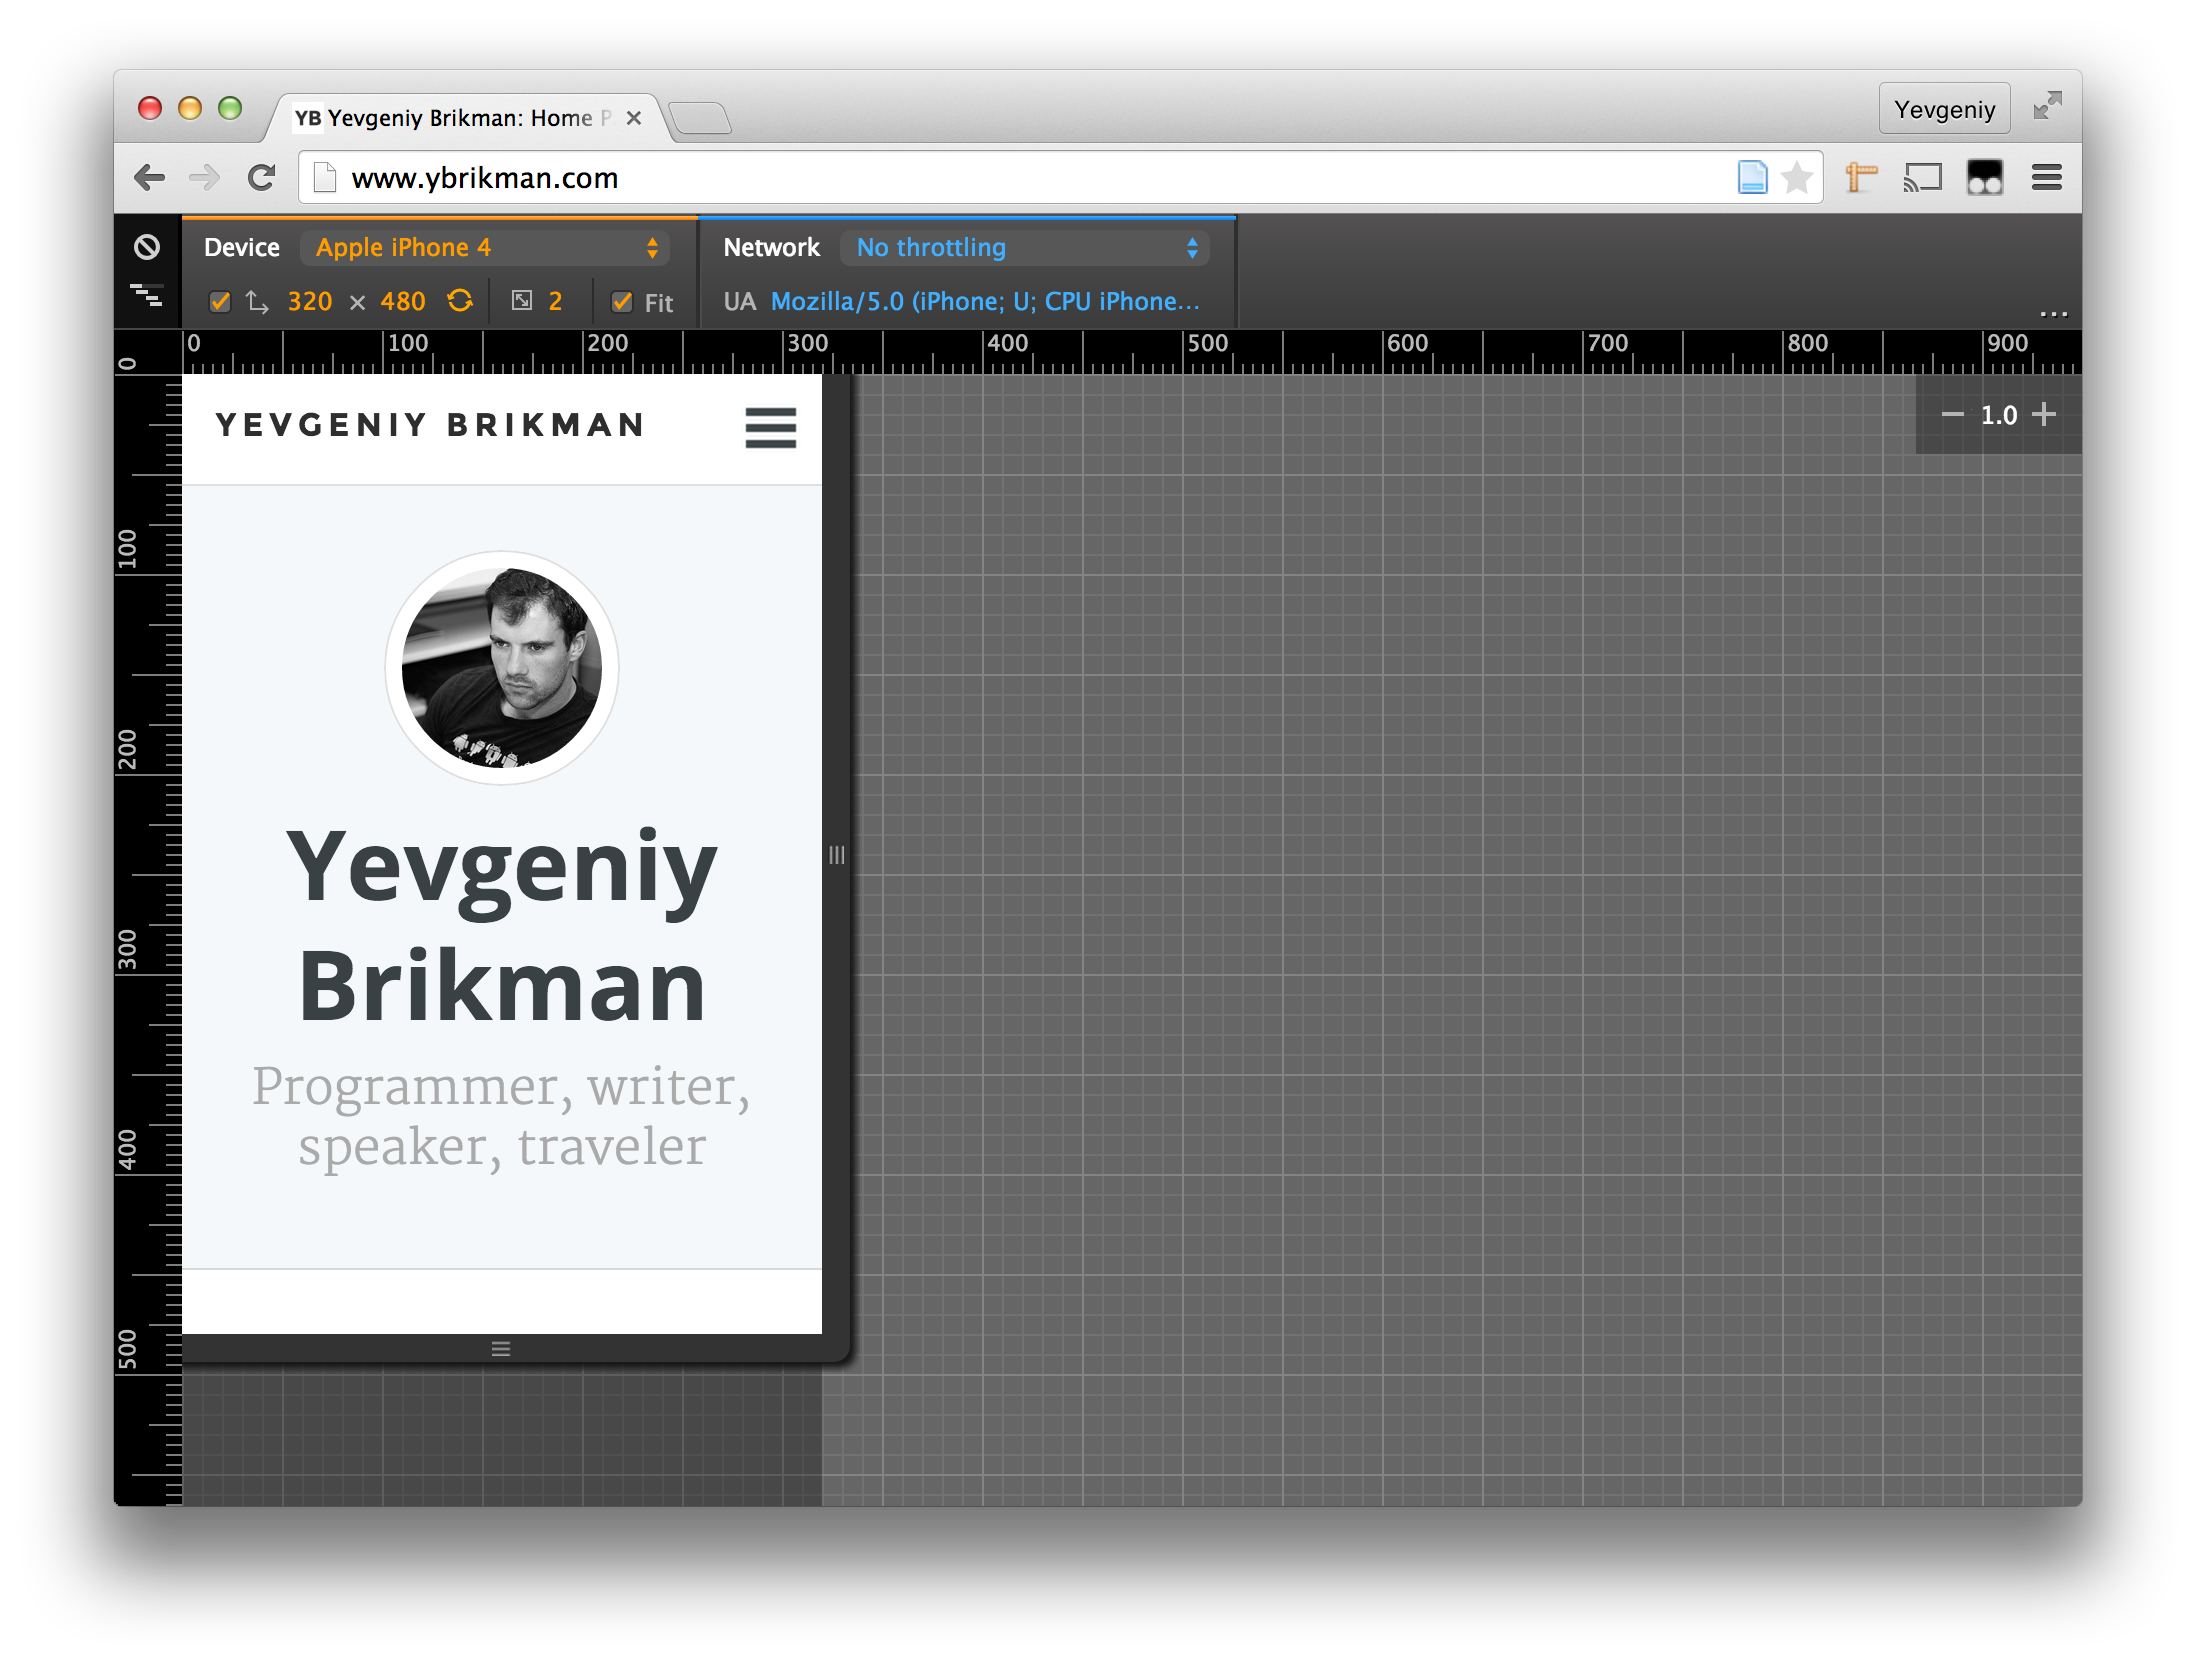 YB Yevgeniy Brikman: Home P
Yevgeniy
www.ybrikman.com
Device Apple iPhone 4
Network No throttling
320 × 480 2 Fit
UA Mozilla/5.0 (iPhone; U; CPU iPhone...
...
0 100 200 300 400 500 600 700 800 900
0
100
200
300
400
500
1.0
YEVGENIY BRIKMAN
Yevgeniy
Brikman
Programmer, writer,
speaker, traveler